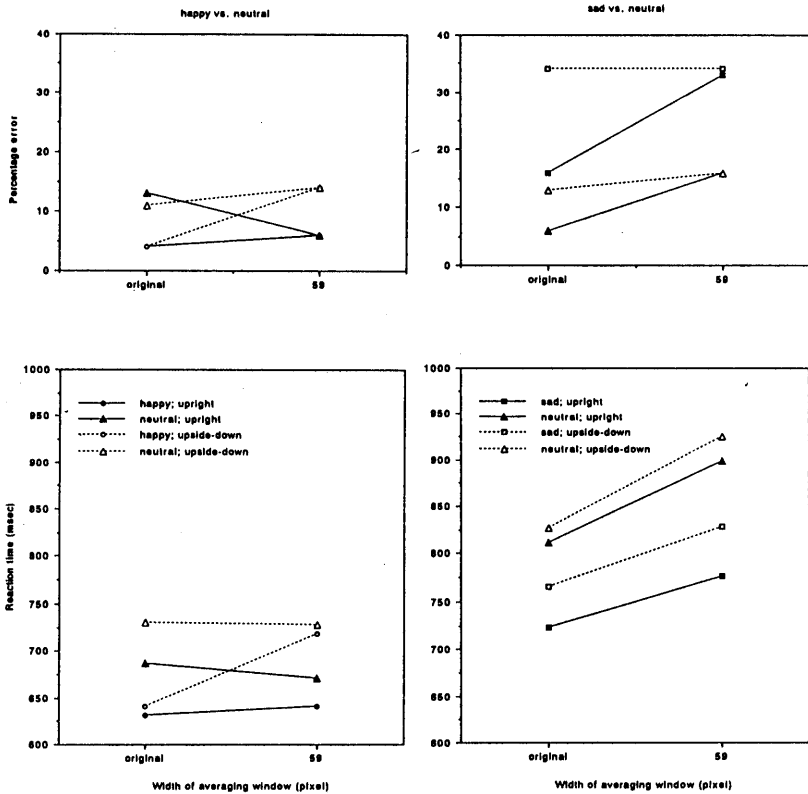 happy vs. neutral
40
30
20
10
0
Percentage error
original 59
sad vs. neutral
40
35
30
25
20
15
10
5
0
original 59
1000
950
900
850
800
750
700
650
600
Reaction time (msec)
happy; upright
neutral; upright
happy; upside-down
neutral; upside-down
original 59
Width of averaging window (pixel)
1000
950
900
850
800
750
700
650
600
sad; upright
neutral; upright
sad; upside-down
neutral; upside-down
original 59
Width of averaging window (pixel)